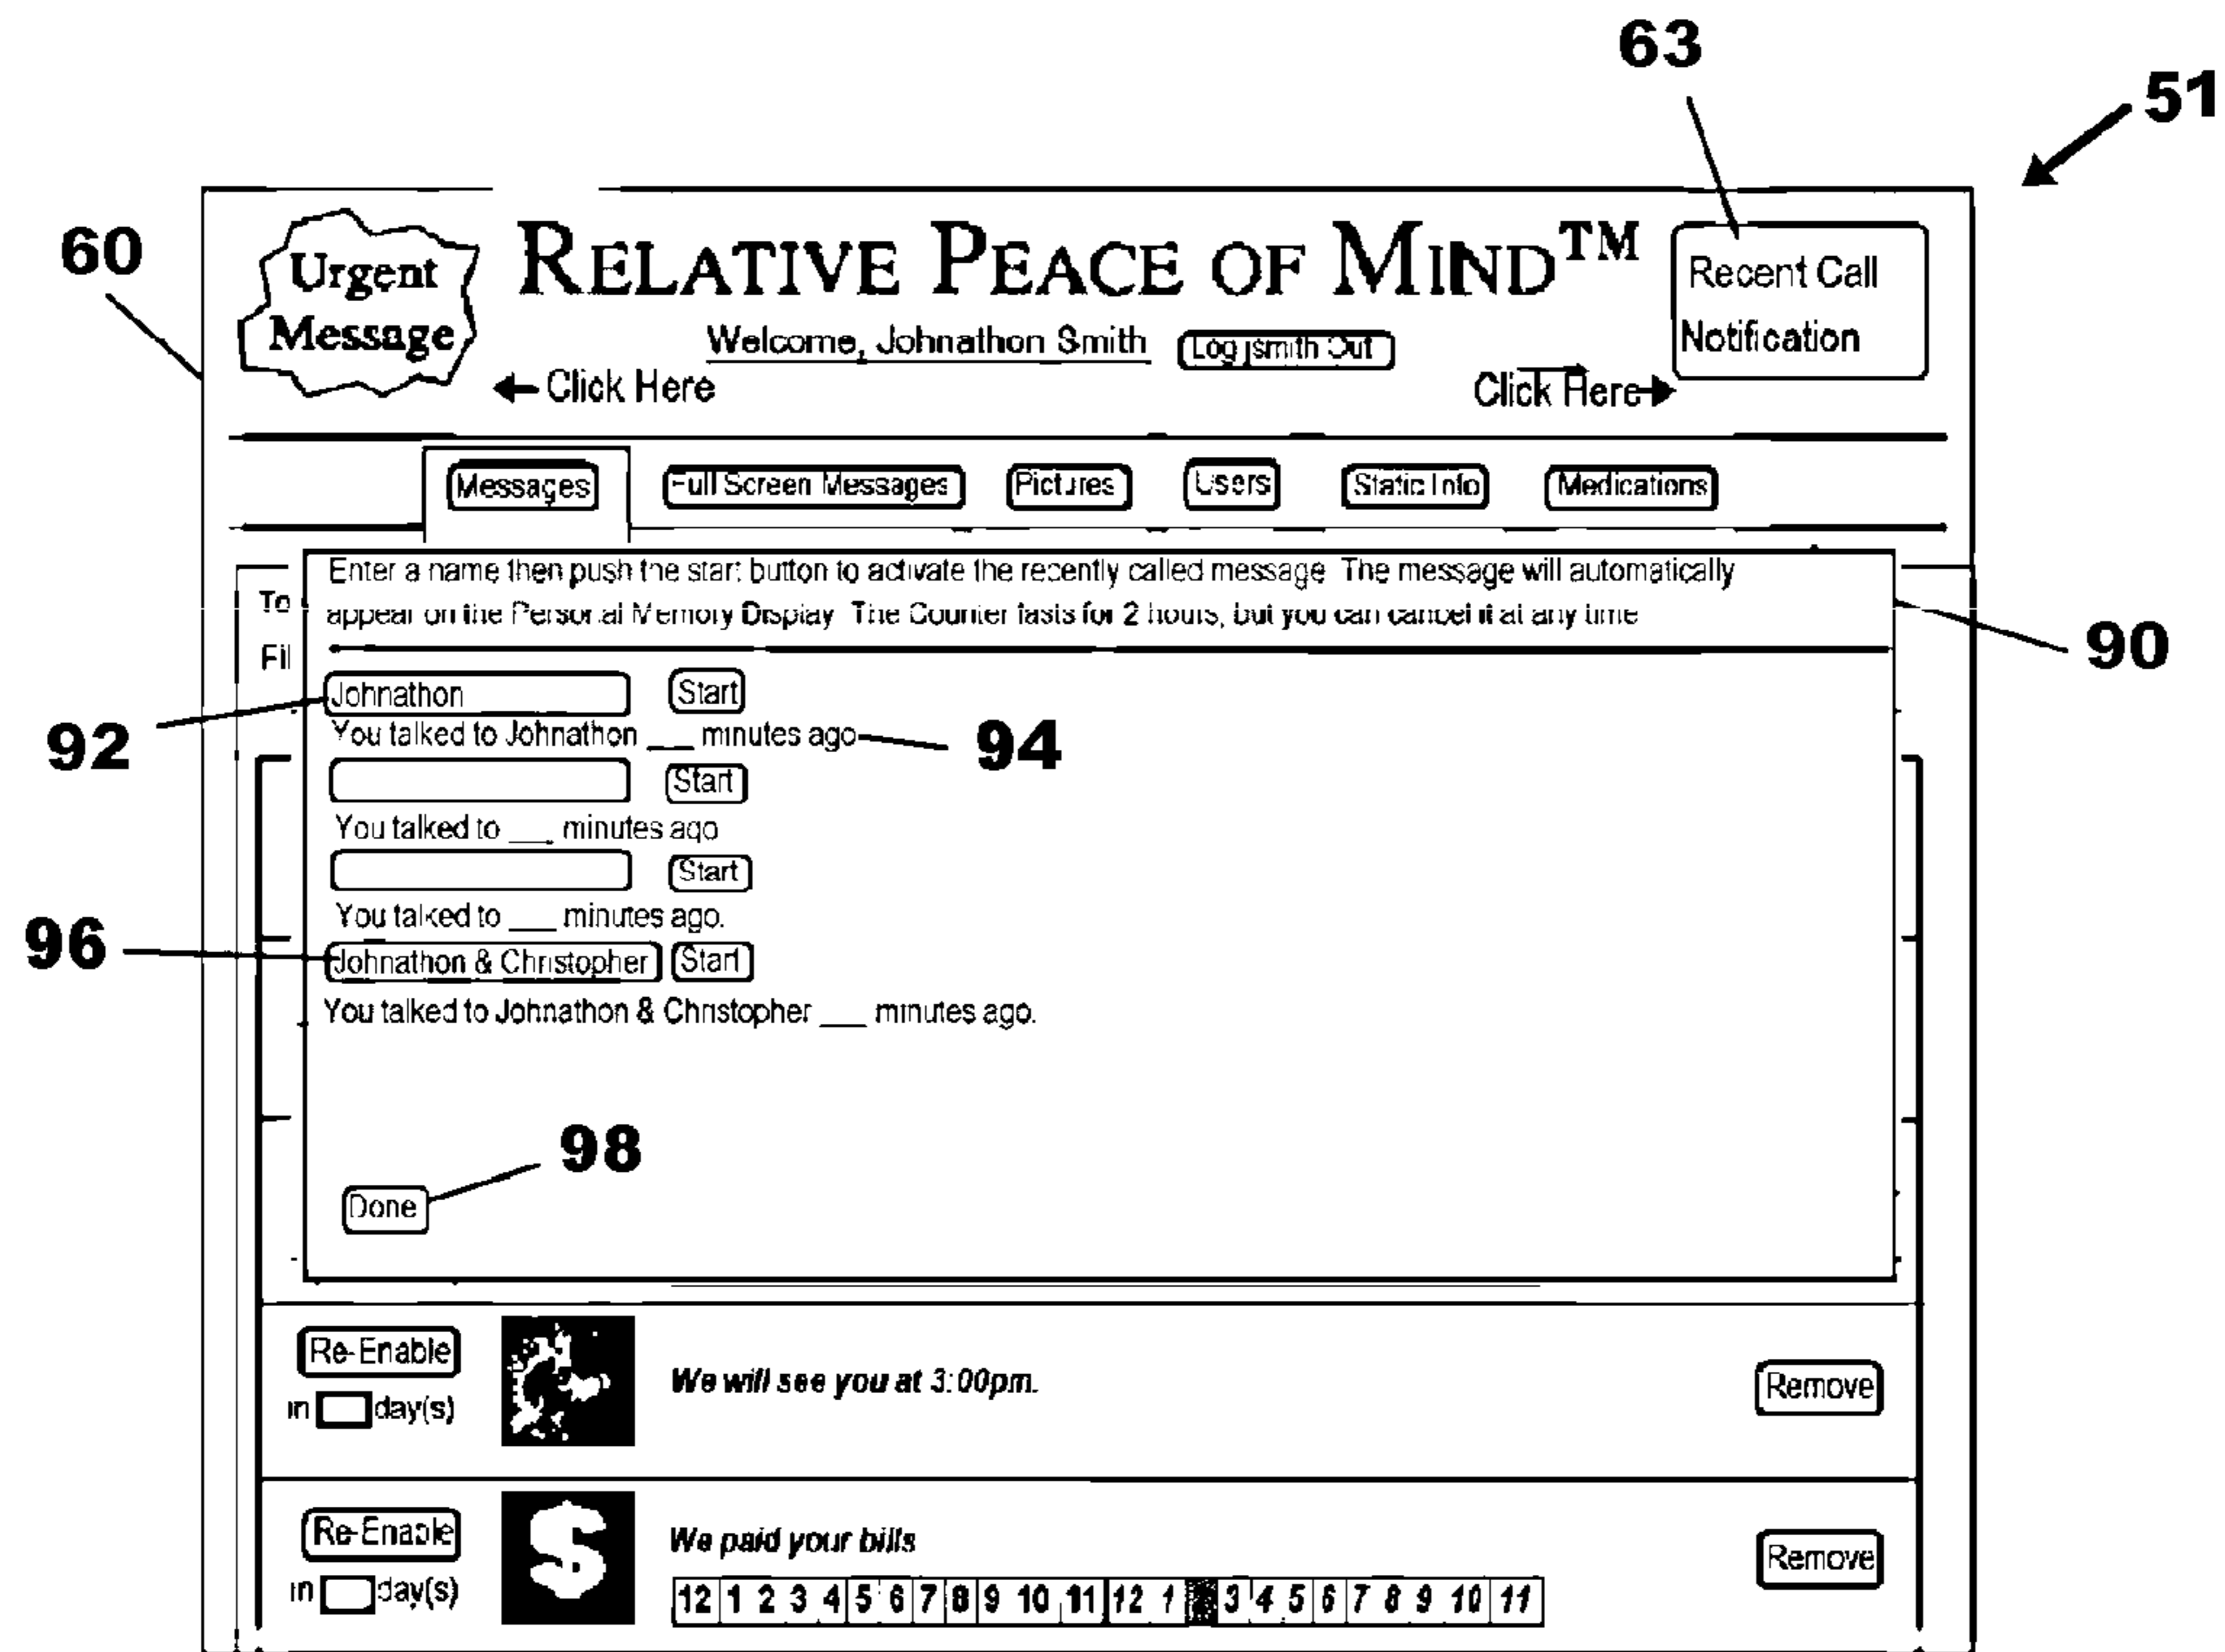 63
51
60
Urgent
Message
RELATIVE PEACE OF MIND™
Welcome, Johnathon Smith
Log jsmith Out
Click Here
Click Here
Recent Call
Notification
Messages
Full Screen Messages
Pictures
Users
Static Info
Medications
To
Fil
Enter a name then push the start button to activate the recently called message. The message will automatically
appear on the Personal Memory Display. The Counter lasts for 2 hours, but you can cancel it at any time
90
92
Johnathon
Start
You talked to Johnathon ___ minutes ago
94
Start
You talked to ___ minutes ago
Start
You talked to ___ minutes ago.
96
Johnathon & Christopher
Start
You talked to Johnathon & Christopher ___ minutes ago.
98
Done
Re-Enable
in day(s)
We will see you at 3:00pm.
Remove
Re-Enable
in day(s)
$
We paid your bills
Remove
12 1 2 3 4 5 6 7 8 9 10 11 12 1 2 3 4 5 6 7 8 9 10 11